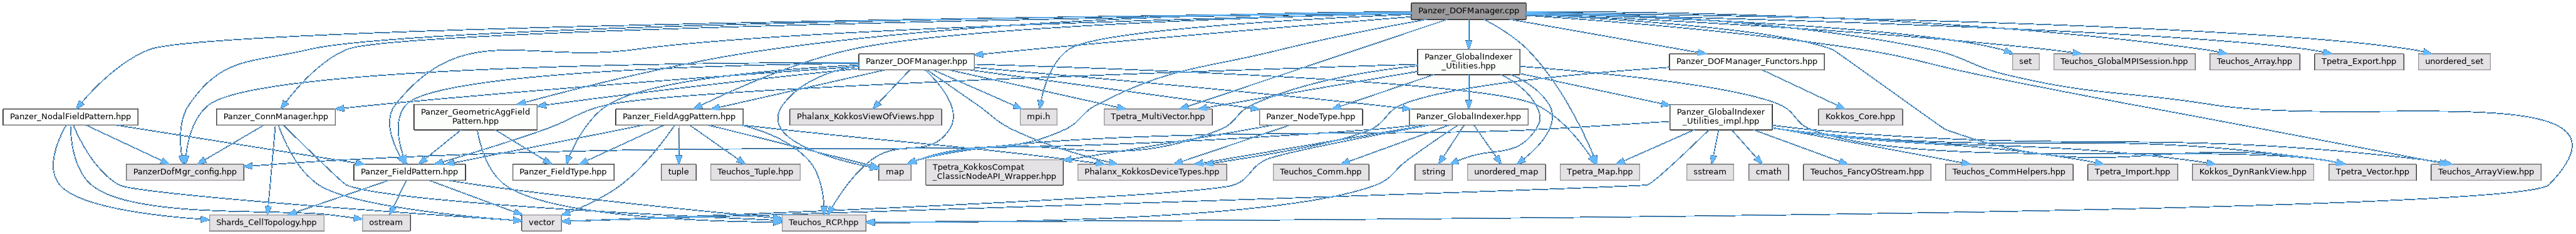 Panzer_DOFManager.cpp
Panzer_DOFManager.hpp
Panzer_GlobalIndexer
_Utilities.hpp
Panzer_DOFManager_Functors.hpp
set
Teuchos_GlobalMPISession.hpp
Teuchos_Array.hpp
Tpetra_Export.hpp
unordered_set
Panzer_NodalFieldPattern.hpp
Panzer_ConnManager.hpp
Panzer_GeometricAggField
Pattern.hpp
Panzer_FieldAggPattern.hpp
Phalanx_KokkosViewOfViews.hpp
mpi.h
Tpetra_MultiVector.hpp
Panzer_NodeType.hpp
Panzer_GlobalIndexer.hpp
Panzer_GlobalIndexer
_Utilities_impl.hpp
Kokkos_Core.hpp
PanzerDofMgr_config.hpp
Panzer_FieldPattern.hpp
Panzer_FieldType.hpp
tuple
Teuchos_Tuple.hpp
map
Tpetra_KokkosCompat
_ClassicNodeAPI_Wrapper.hpp
Phalanx_KokkosDeviceTypes.hpp
Teuchos_Comm.hpp
string
unordered_map
Tpetra_Map.hpp
sstream
cmath
Teuchos_FancyOStream.hpp
Teuchos_CommHelpers.hpp
Tpetra_Import.hpp
Kokkos_DynRankView.hpp
Tpetra_Vector.hpp
Teuchos_ArrayView.hpp
Shards_CellTopology.hpp
ostream
vector
Teuchos_RCP.hpp